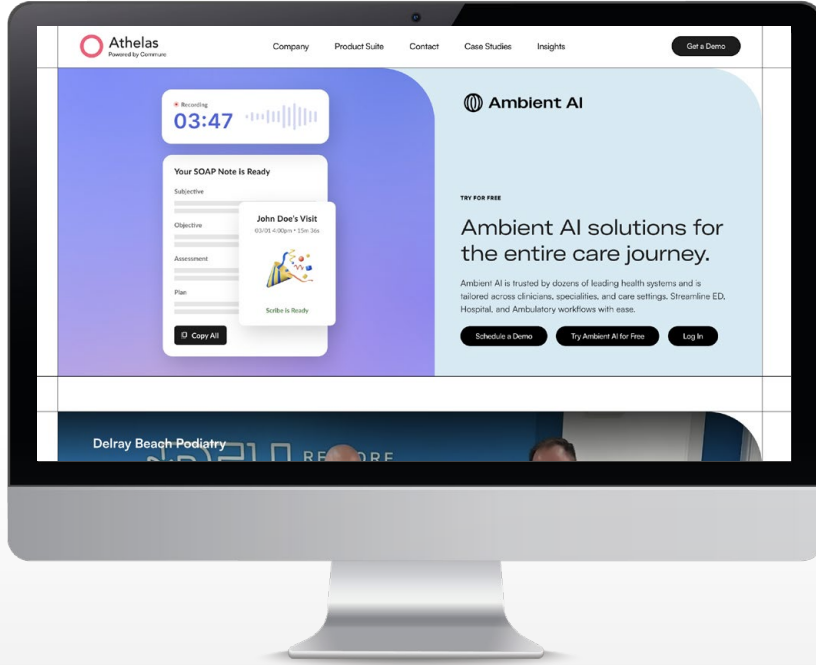 Athelas
Powered by Commure
Company Product Suite Contact Case Studies Insights
Get a Demo
Recording
03:47
Your SOAP Note is Ready
Subjective
Objective
Assessment
Plan
Copy All
John Doe's Visit
03/01 4:00pm • 15m 36s
Scribe is Ready
Ambient AI
TRY FOR FREE
Ambient AI solutions for
the entire care journey.
Ambient AI is trusted by dozens of leading health systems and is
tailored across clinicians, specialities, and care settings. Streamline ED,
Hospital, and Ambulatory workflows with ease.
Schedule a Demo Try Ambient AI for Free Log In
Delray Beach Podiatry